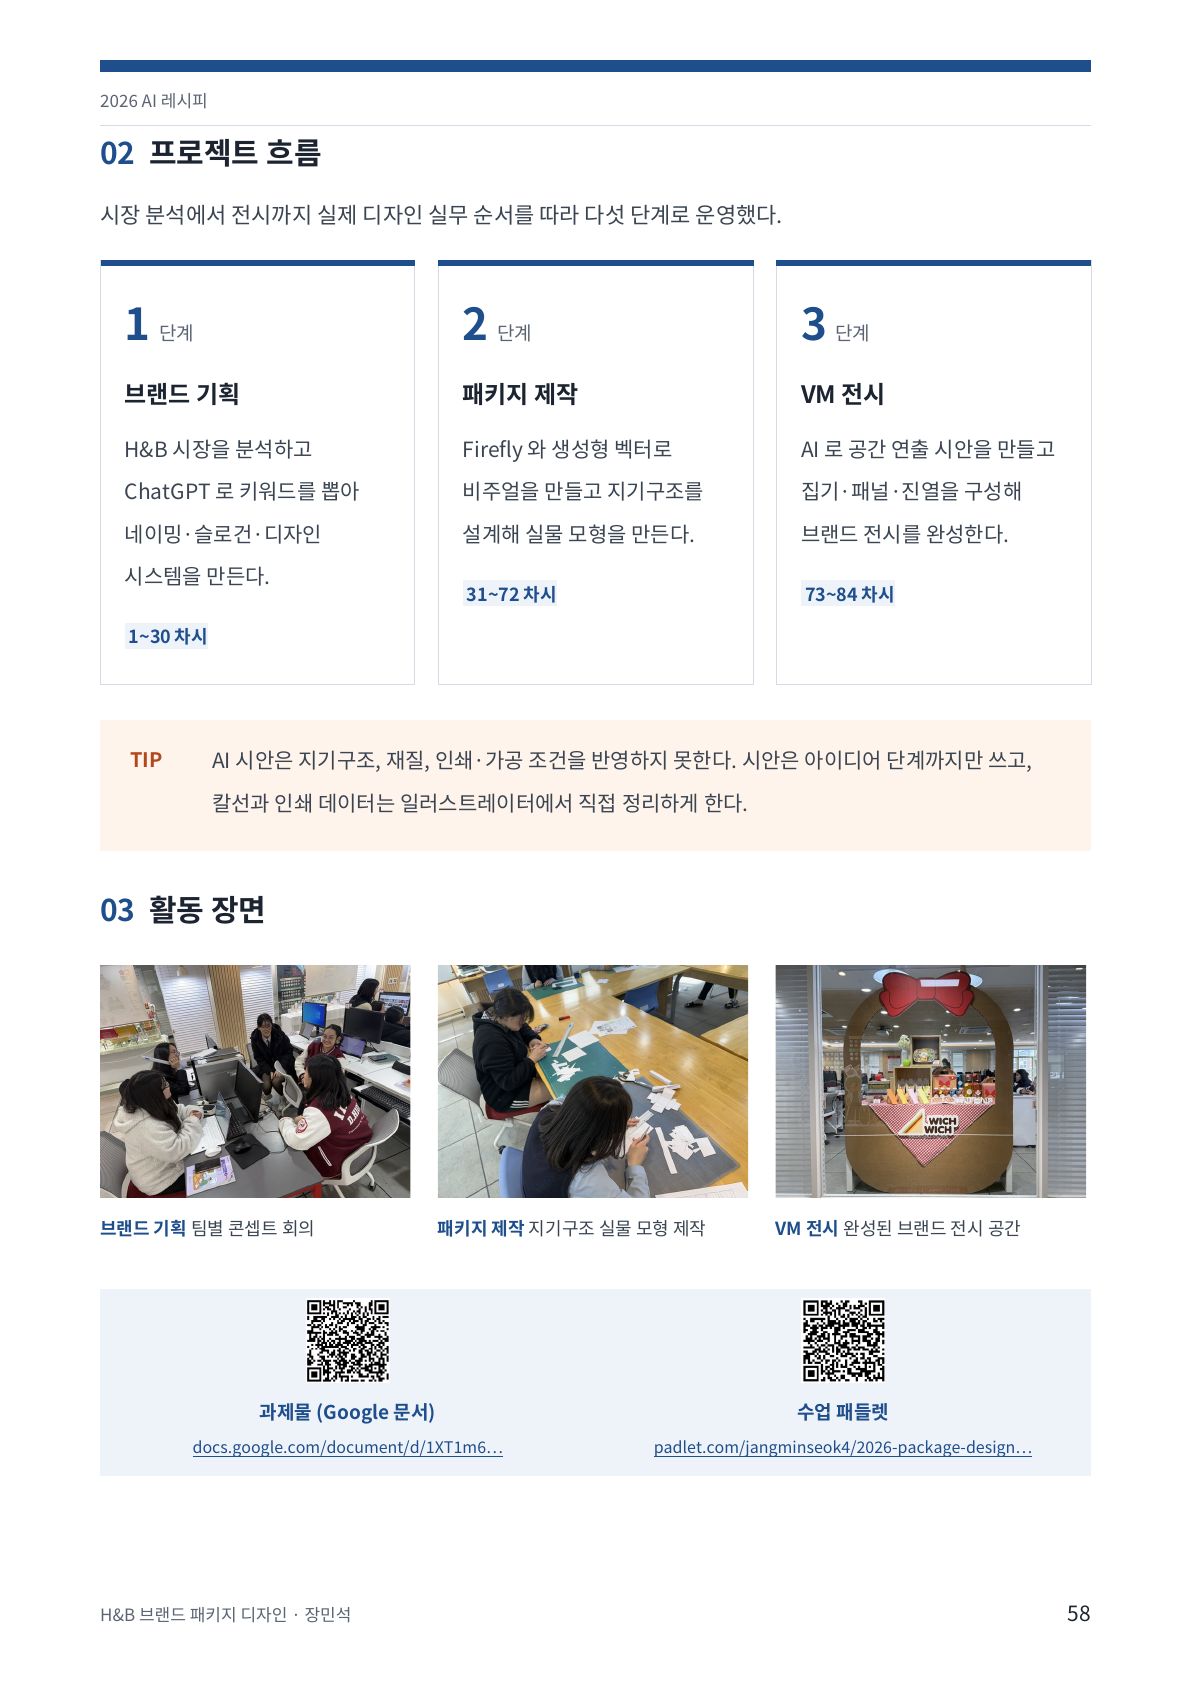 2026 AI 레시피
02 프로젝트 흐름
시장 분석에서 전시까지 실제 디자인 실무 순서를 따라 다섯 단계로 운영했다.
1 단계
브랜드 기획
H&B 시장을 분석하고
ChatGPT 로 키워드를 뽑아
네이밍·슬로건·디자인
시스템을 만든다.
1~30 차시
2 단계
패키지 제작
Firefly 와 생성형 벡터로
비주얼을 만들고 지기구조를
설계해 실물 모형을 만든다.
31~72 차시
3 단계
VM 전시
AI 로 공간 연출 시안을 만들고
집기·패널·진열을 구성해
브랜드 전시를 완성한다.
73~84 차시
TIP AI 시안은 지기구조, 재질, 인쇄·가공 조건을 반영하지 못한다. 시안은 아이디어 단계까지만 쓰고,
칼선과 인쇄 데이터는 일러스트레이터에서 직접 정리하게 한다.
03 활동 장면
WICH
WICH
브랜드 기획 팀별 콘셉트 회의
패키지 제작 지기구조 실물 모형 제작
VM 전시 완성된 브랜드 전시 공간
과제물 (Google 문서)
docs.google.com/document/d/1XT1m6…
수업 패들렛
padlet.com/jangminseok4/2026-package-design…
H&B 브랜드 패키지 디자인 · 장민석
58